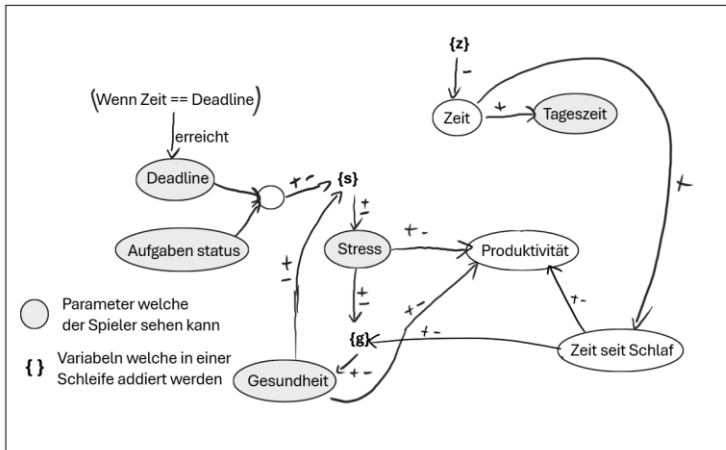 {z}
-
Zeit
+
Tageszeit
(Wenn Zeit == Deadline)
erreicht
Deadline
+-
{s}
+
+-
Aufgaben status
Stress
+-
Produktivität
+-
+-
+-
+-
{g}
+-
Zeit seit Schlaf
+-
Gesundheit
Parameter welche
der Spieler sehen kann
{ } Variabeln welche in einer
Schleife addiert werden